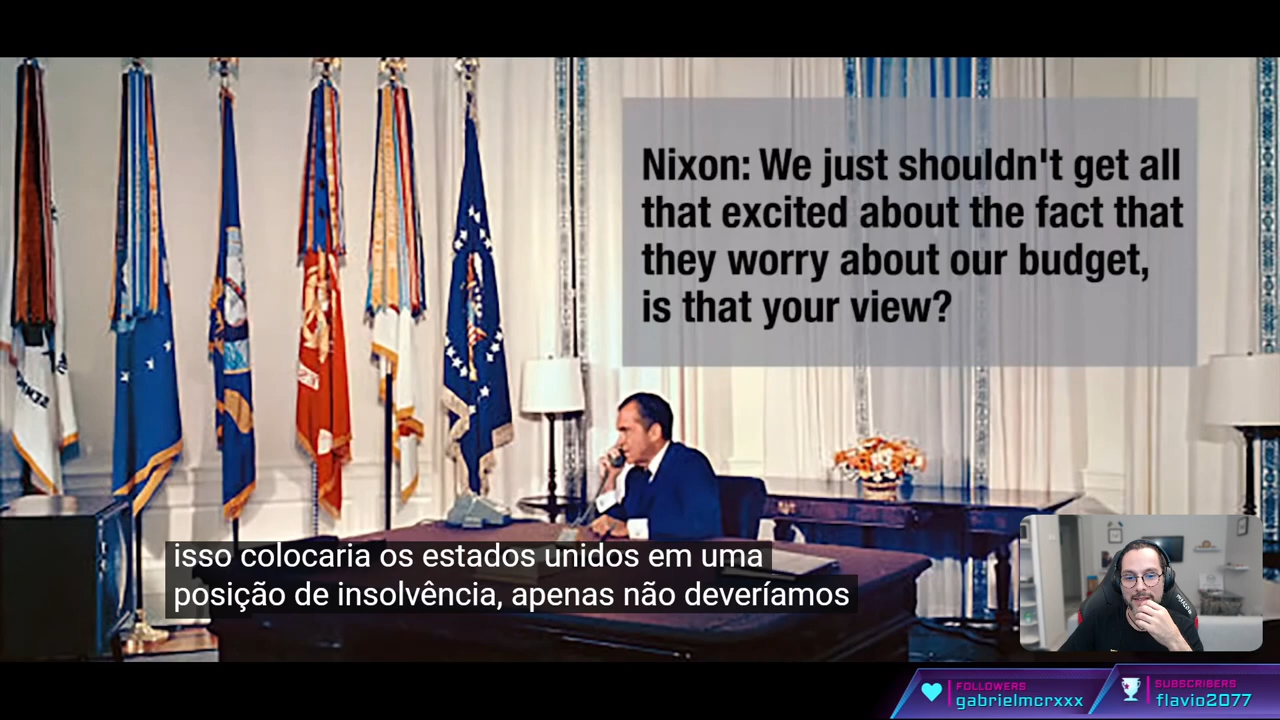 Nixon: We just shouldn't get all
that excited about the fact that
they worry about our budget,
is that your view?
isso colocaria os estados unidos em uma
posição de insolvência, apenas não deveríamos
FOLLOWERS
gabrielmcrxxx
SUBSCRIBERS
flavio2077